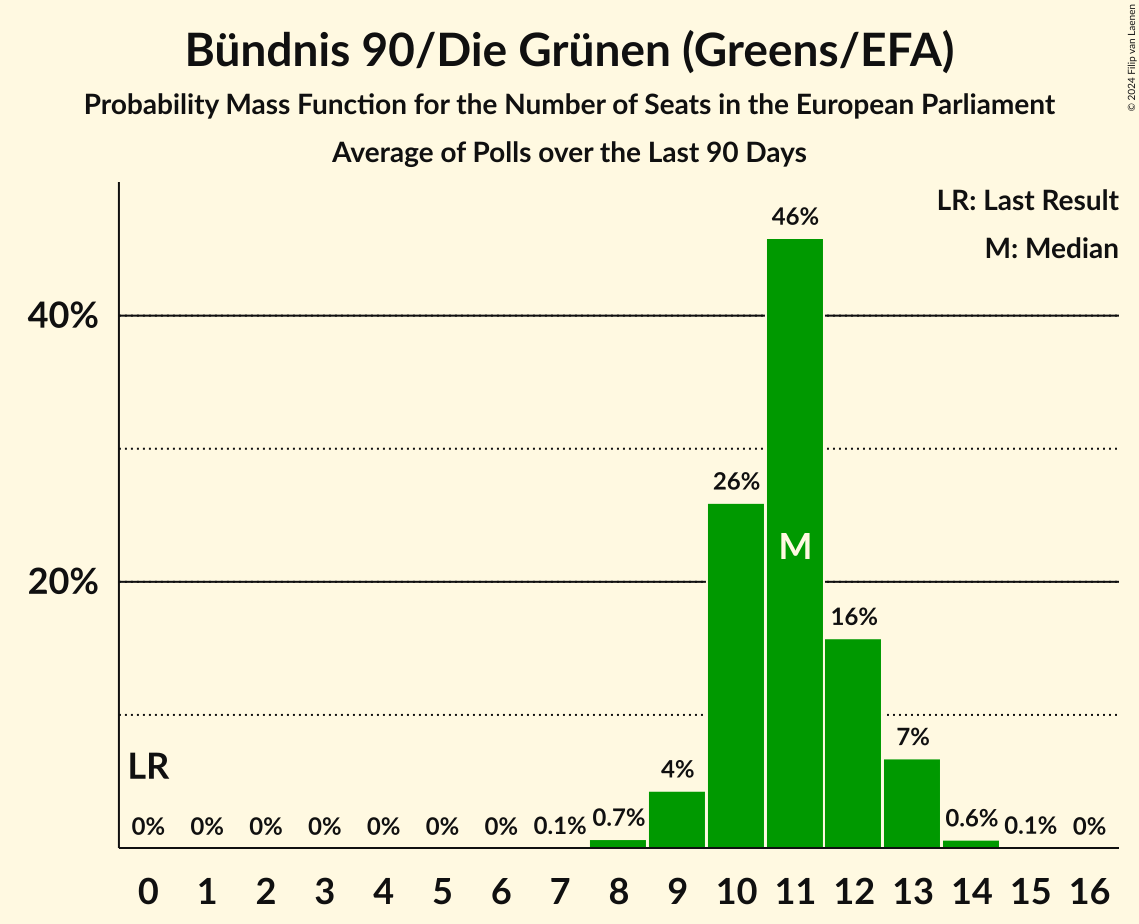 Bündnis 90/Die Grünen (Greens/EFA)
Probability Mass Function for the Number of Seats in the European Parliament
Average of Polls over the Last 90 Days
© 2024 Filip van Laenen
LR: Last Result
M: Median
46%
40%
26%
M
20%
16%
7%
LR
4%
0% 0% 0% 0% 0% 0% 0% 0.1% 0.7% 0.6% 0.1% 0%
0 1 2 3 4 5 6 7 8 9 10 11 12 13 14 15 16